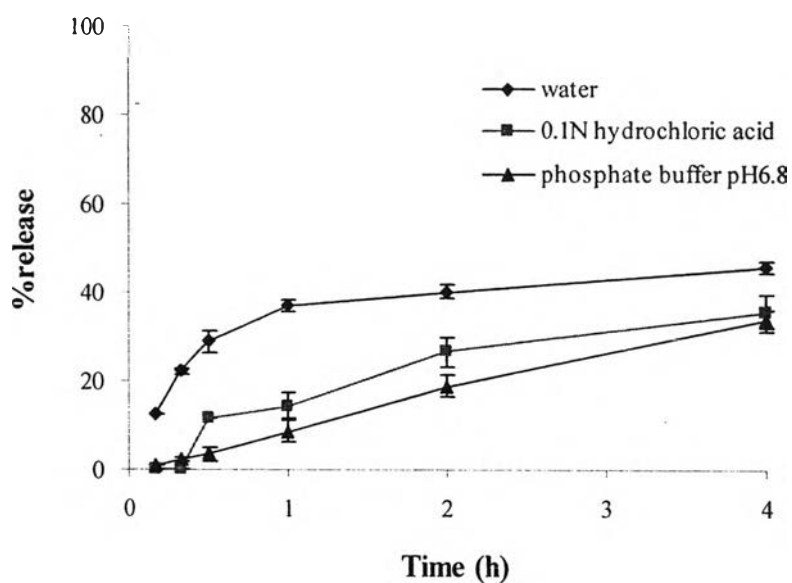 100
80
60
40
20
0
%release
water
0.1N hydrochloric acid
phosphate buffer pH6.8
0 1 2 3 4
Time (h)